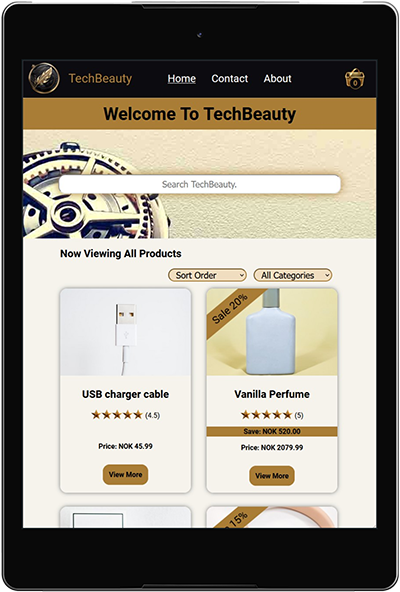 TechBeauty Home Contact About 0
Welcome To TechBeauty
Search TechBeauty.
Now Viewing All Products
Sort Order All Categories
Sale 20%
USB charger cable Vanilla Perfume
(4.5) (5)
Save: NOK 520.00
Price: NOK 45.99 Price: NOK 2079.99
View More View More
15%